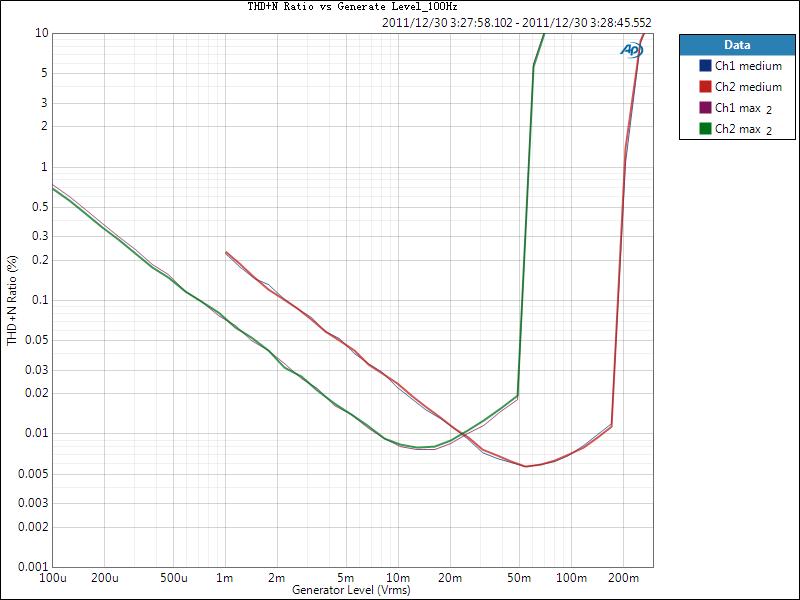 THD+N Ratio vs Generate Level_100Hz
2011/12/30 3:27:58.102 - 2011/12/30 3:28:45.552
10
5
3
2
1
0.5
0.3
0.2
0.1
0.05
0.03
0.02
0.01
0.005
0.003
0.002
0.001
THD+N Ratio (%)
AP
Data
Ch1 medium
Ch2 medium
Ch1 max 2
Ch2 max 2
100u 200u 500u 1m 2m 5m 10m 20m 50m 100m 200m
Generator Level (Vrms)